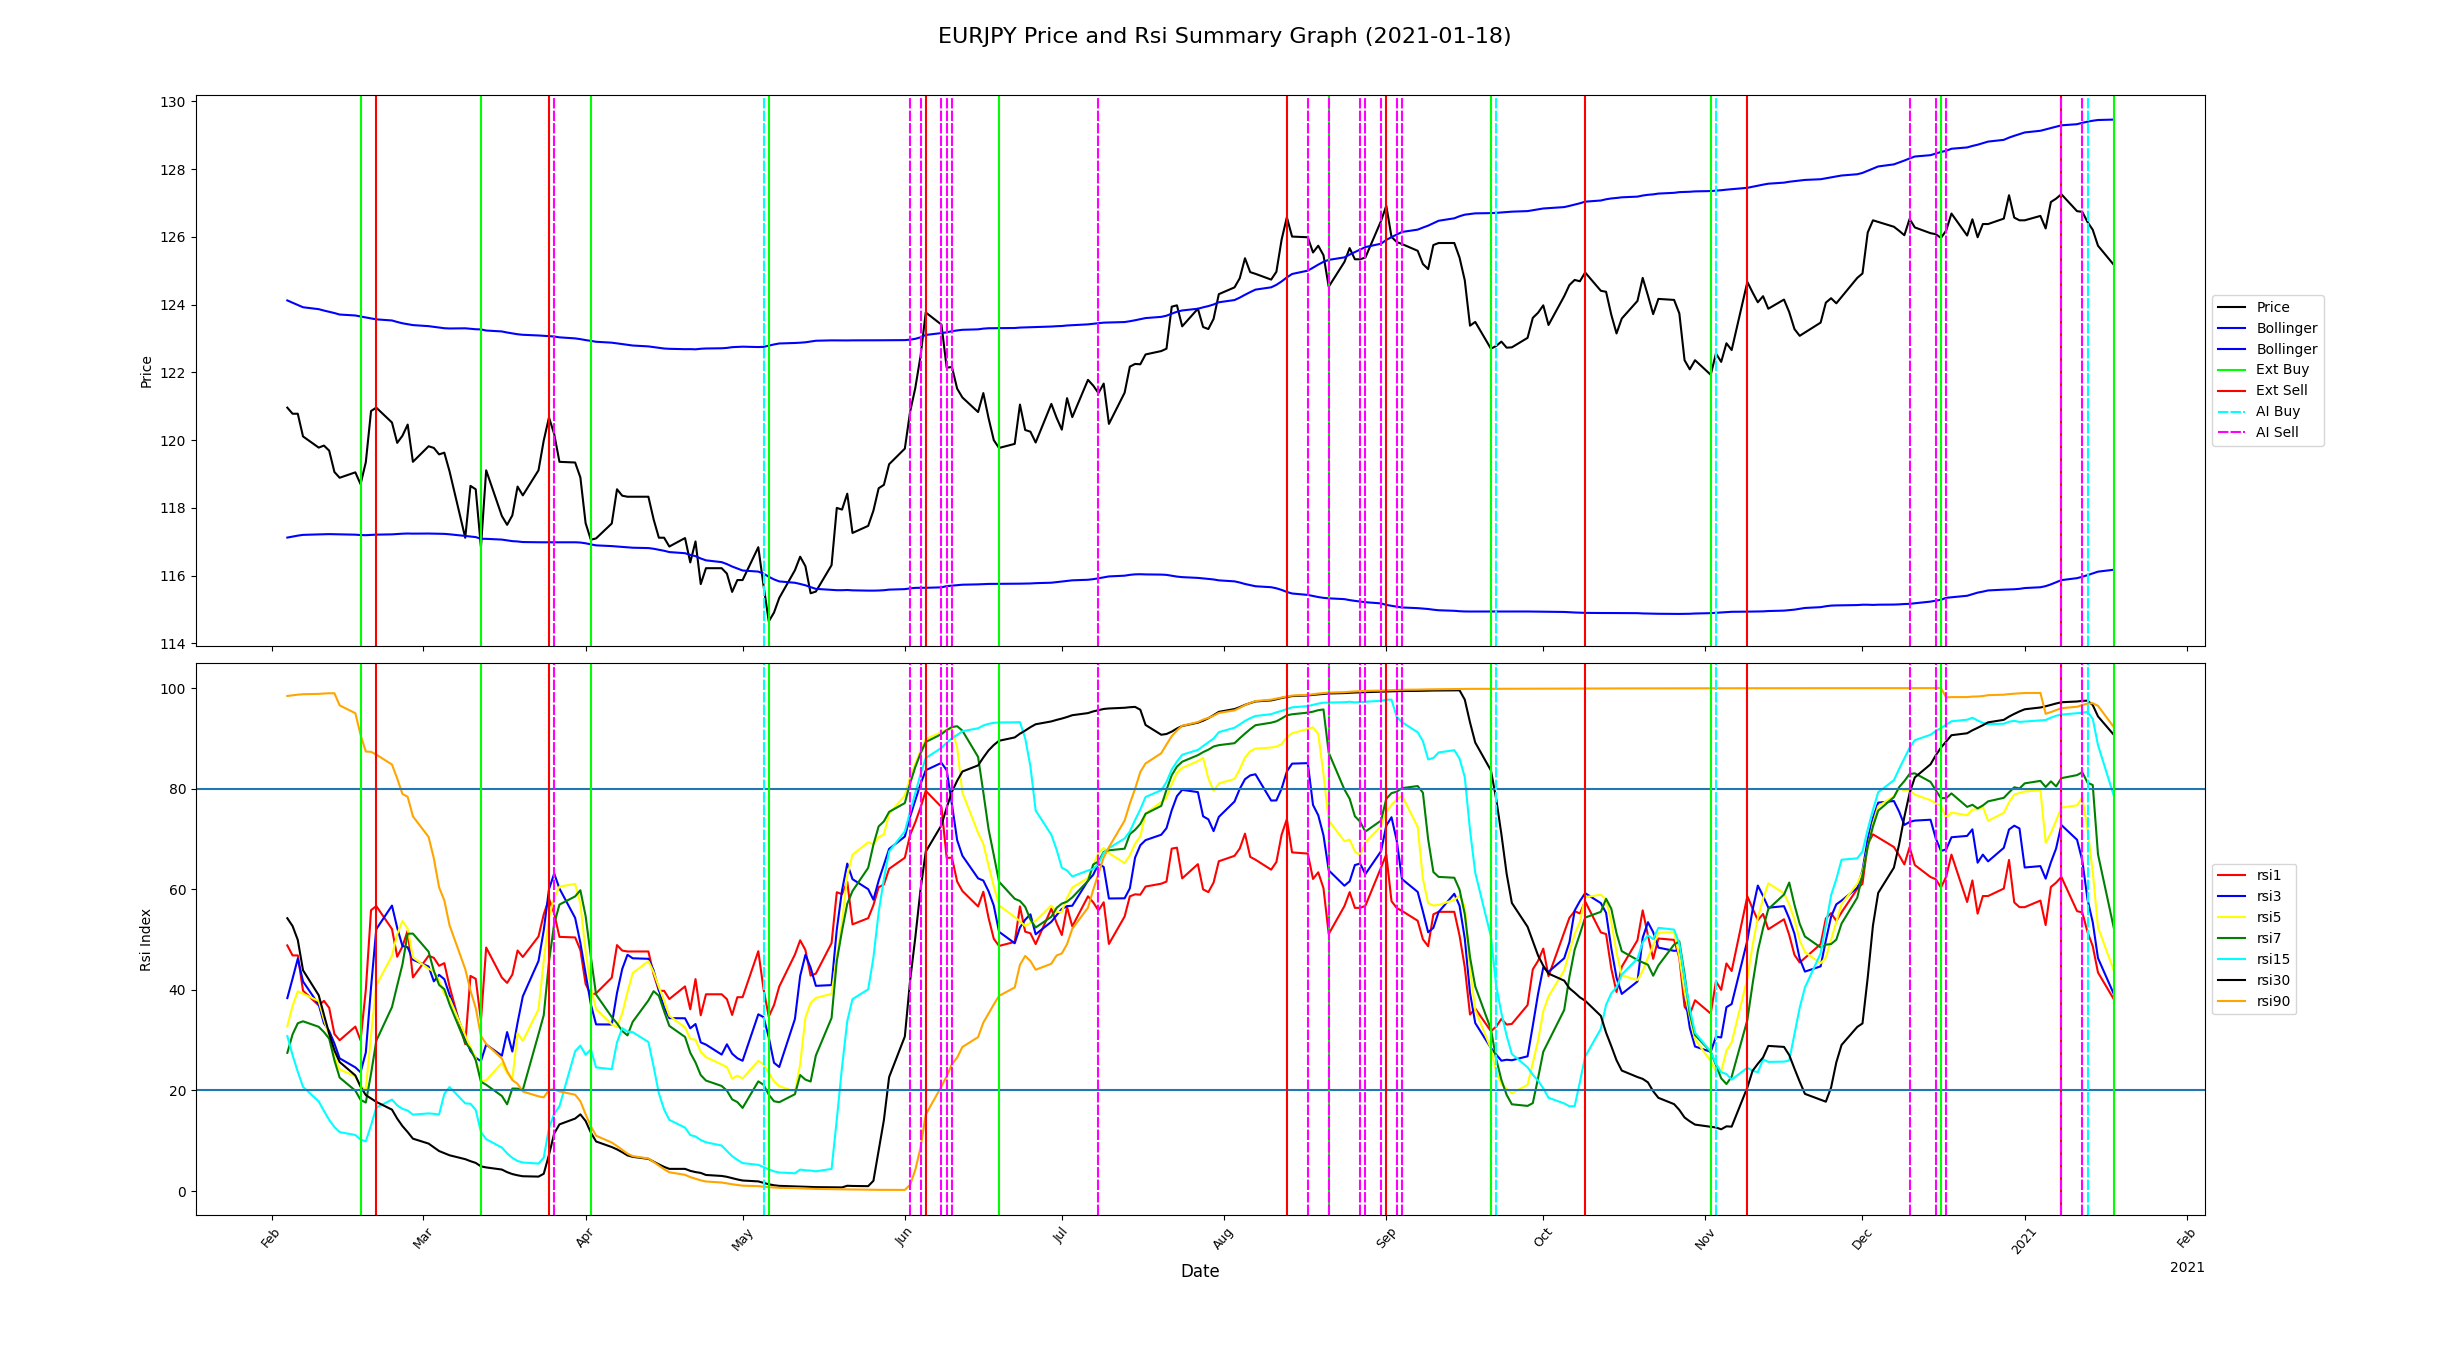 EURJPY Price and Rsi Summary Graph (2021-01-18)
130
128
126
124
122
120
118
116
114
Price
Price
Bollinger
Bollinger
Ext Buy
Ext Sell
AI Buy
AI Sell
100
80
60
40
20
0
Rsi Index
rsi1
rsi3
rsi5
rsi7
rsi15
rsi30
rsi90
Feb Mar Apr May Jun Jul Aug Sep Oct Nov Dec 2021 Feb
Date
2021